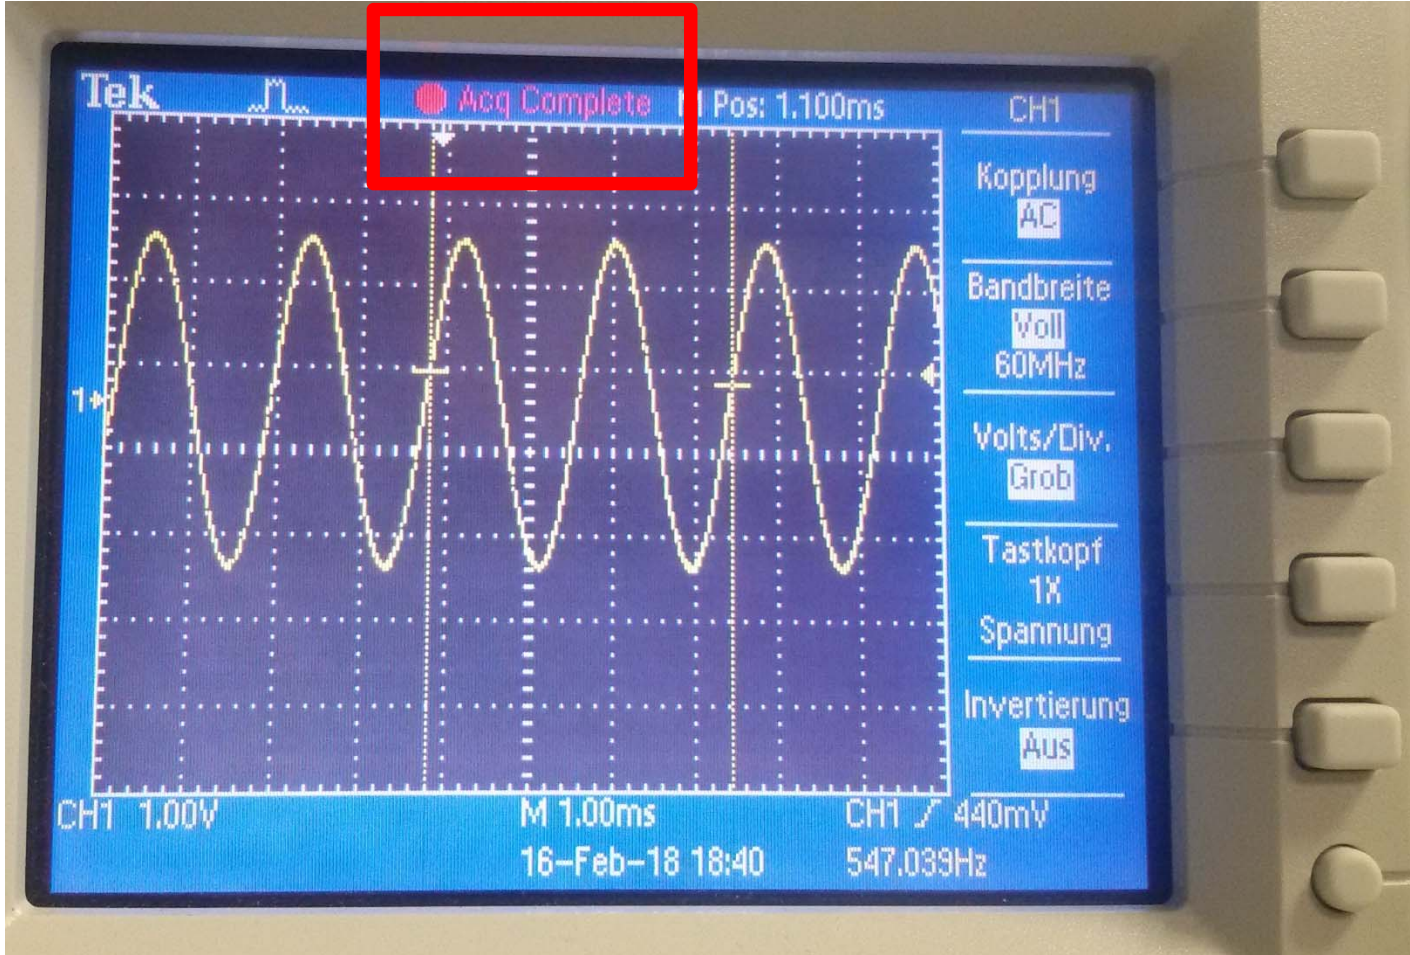 Tek Acq Complete M Pos: 1.100ms CH1
Kopplung
AC
Bandbreite
Voll
60MHz
1
Volts/Div.
Grob
Tastkopf
1X
Spannung
Invertierung
Aus
CH1 1.00V M 1.00ms CH1 440mV
16-Feb-18 18:40 547.039Hz